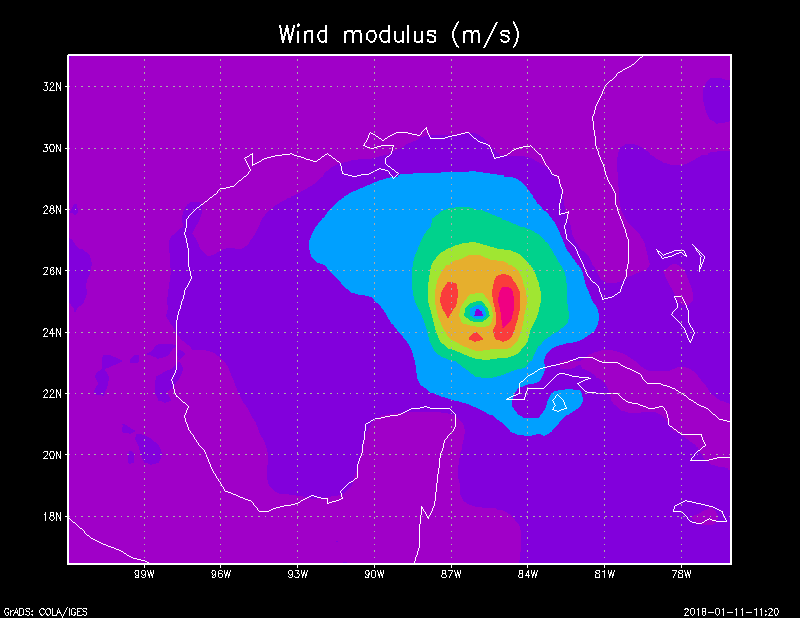 Wind modulus (m/s)
32N
30N
28N
26N
24N
22N
20N
18N
99W 96W 93W 90W 87W 84W 81W 78W
GrADS: COLA/IGES 2018-01-11-11:20